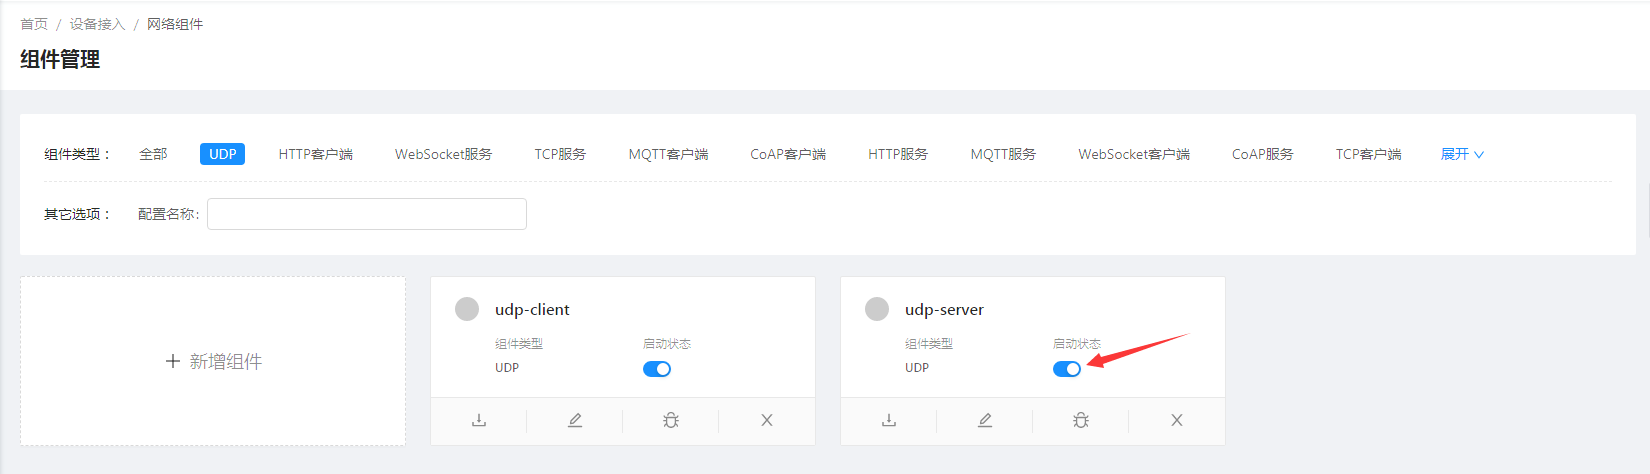 首页 / 设备接入 / 网络组件
组件管理
组件类型： 全部 UDP HTTP客户端 WebSocket服务 TCP服务 MQTT客户端 CoAP客户端 HTTP服务 MQTT服务 WebSocket客户端 CoAP服务 TCP客户端 展开
其它选项： 配置名称：
新增组件
udp-client
组件类型 启动状态
UDP
udp-server
组件类型 启动状态
UDP